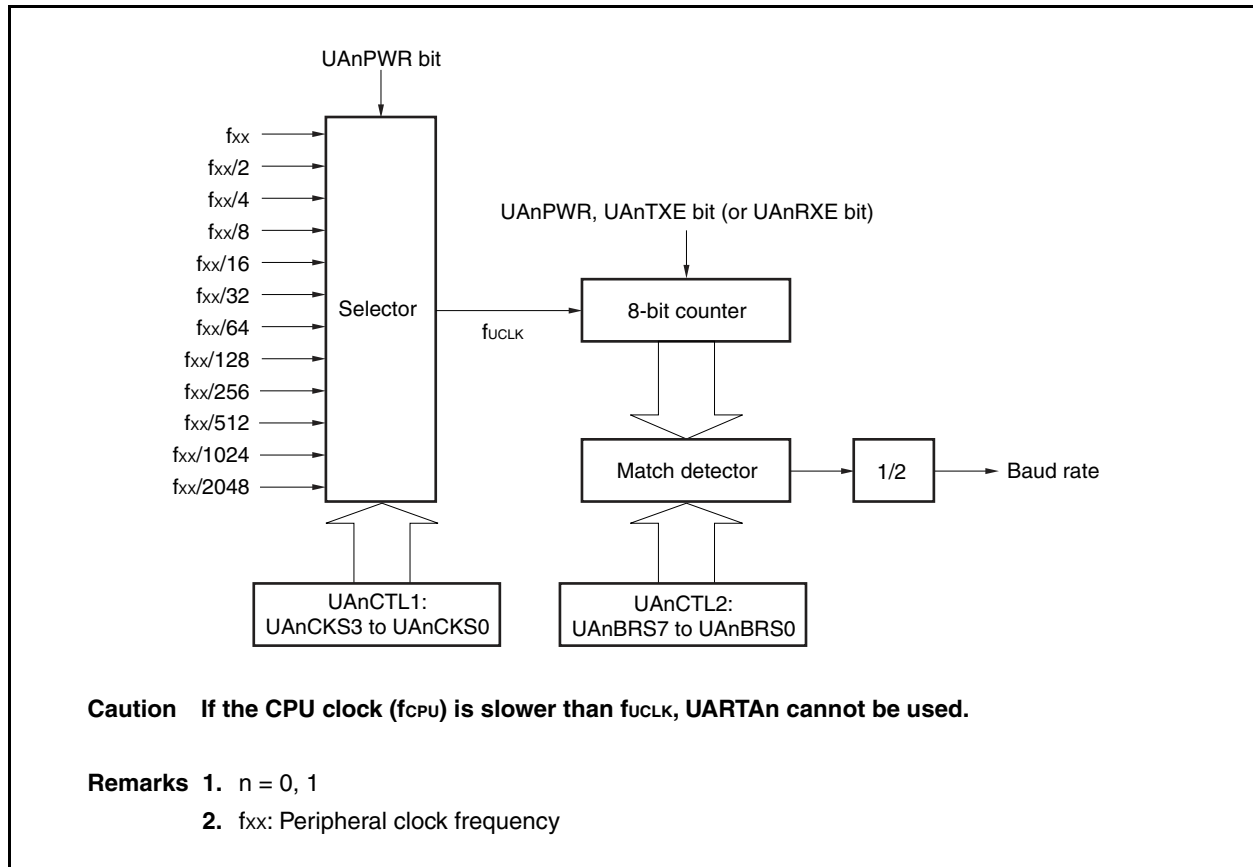 UAnPWR bit
fxx
fxx/2
fxx/4
fxx/8
fxx/16
fxx/32
fxx/64
fxx/128
fxx/256
fxx/512
fxx/1024
fxx/2048
Selector
fUCLK
UAnPWR, UAnTXE bit (or UAnRXE bit)
8-bit counter
Match detector
1/2
Baud rate
UAnCTL1:
UAnCKS3 to UAnCKS0
UAnCTL2:
UAnBRS7 to UAnBRS0
Caution If the CPU clock (fCPU) is slower than fUCLK, UARTAn cannot be used.
Remarks 1. n = 0, 1
2. fxx: Peripheral clock frequency